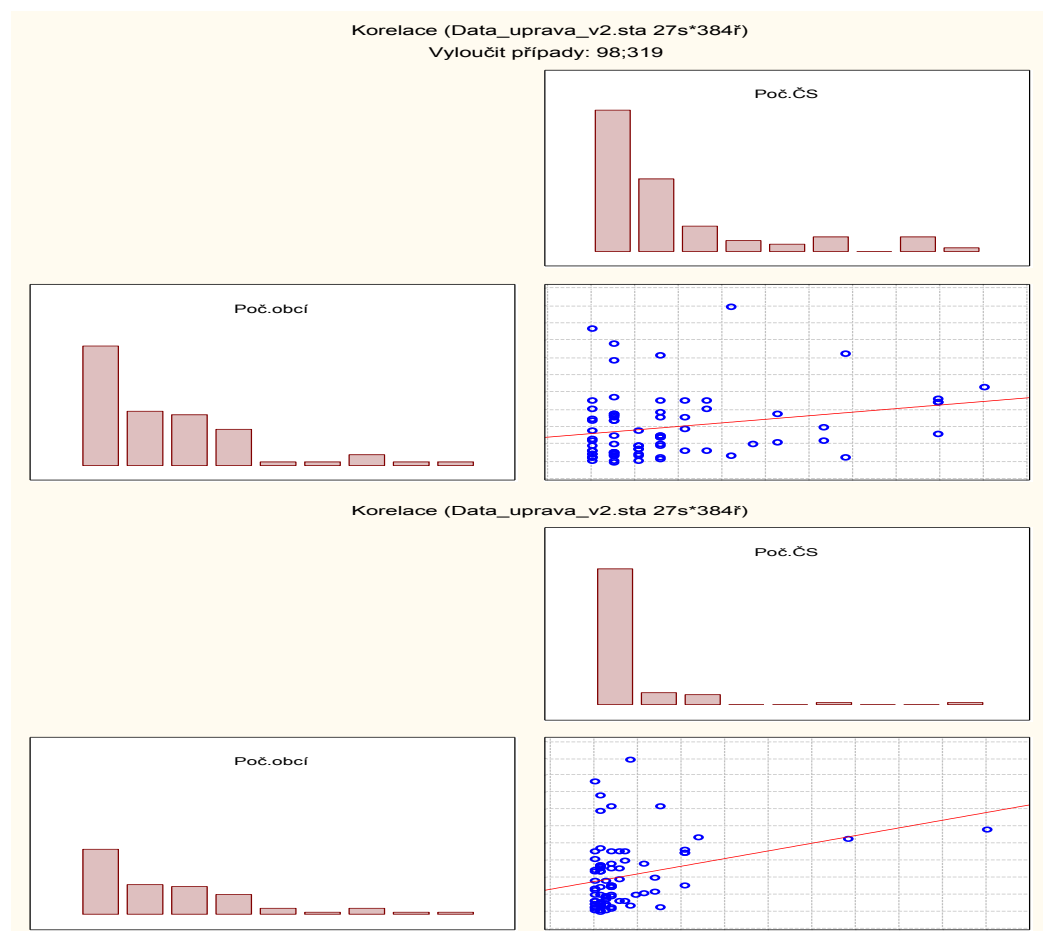 Korelace (Data_uprava_v2.sta 27s*384ř)
Vyloučit případy: 98;319
Poč.ČS
Poč.obcí
Korelace (Data_uprava_v2.sta 27s*384ř)
Poč.ČS
Poč.obcí